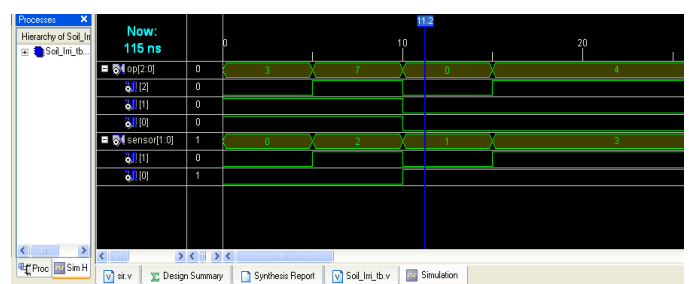 Processes
Hierarchy of Soil_Irri
Soil_Irri_tb...
Now:
115 ns
11.2
0 10 20
op[2:0] 0 3 7 0 4
[2] 0
[1] 0
[0] 0
sensor[1:0] 1 0 2 1 3
[1] 0
[0] 1
Proc Sim H
sir.v Design Summary Synthesis Report Soil_Irri_tb.v Simulation